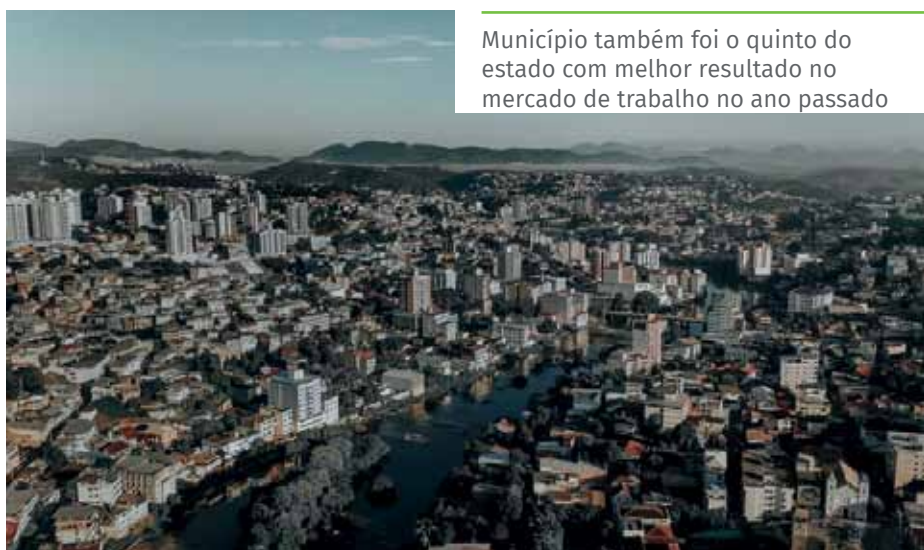 Município também foi o quinto do
estado com melhor resultado no
mercado de trabalho no ano passado